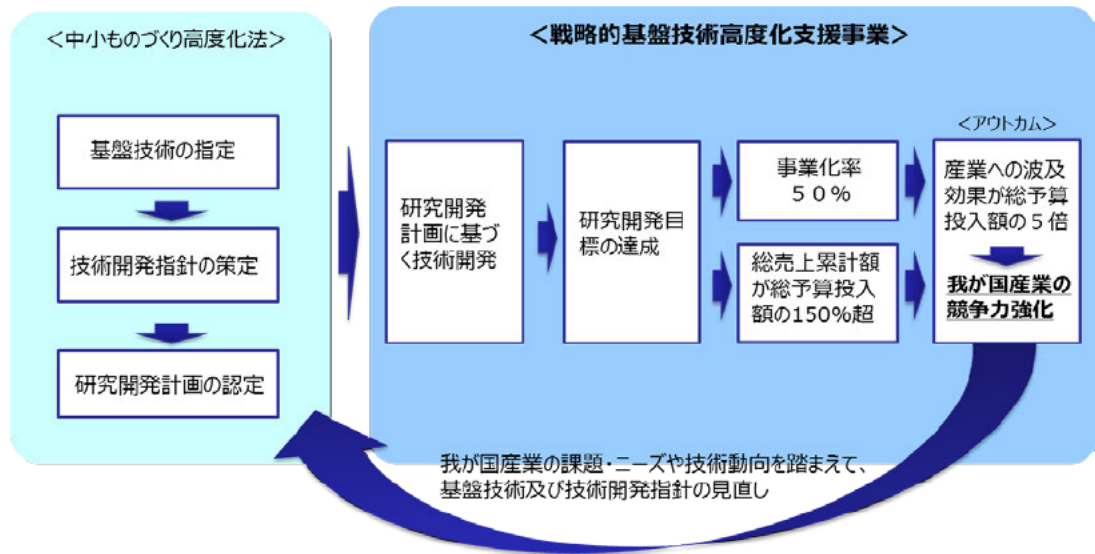 ＜中小ものづくり高度化法＞
基盤技術の指定
技術開発指針の策定
研究開発計画の認定
＜戦略的基盤技術高度化支援事業＞
研究開発
計画に基づ
く技術開発
研究開発目
標の達成
事業化率
５０％
総売上累計額
が総予算投入
額の150％超
＜アウトカム＞
産業への波及
効果が総予算
投入額の５倍
我が国産業の
競争力強化
我が国産業の課題・ニーズや技術動向を踏まえて、
基盤技術及び技術開発指針の見直し